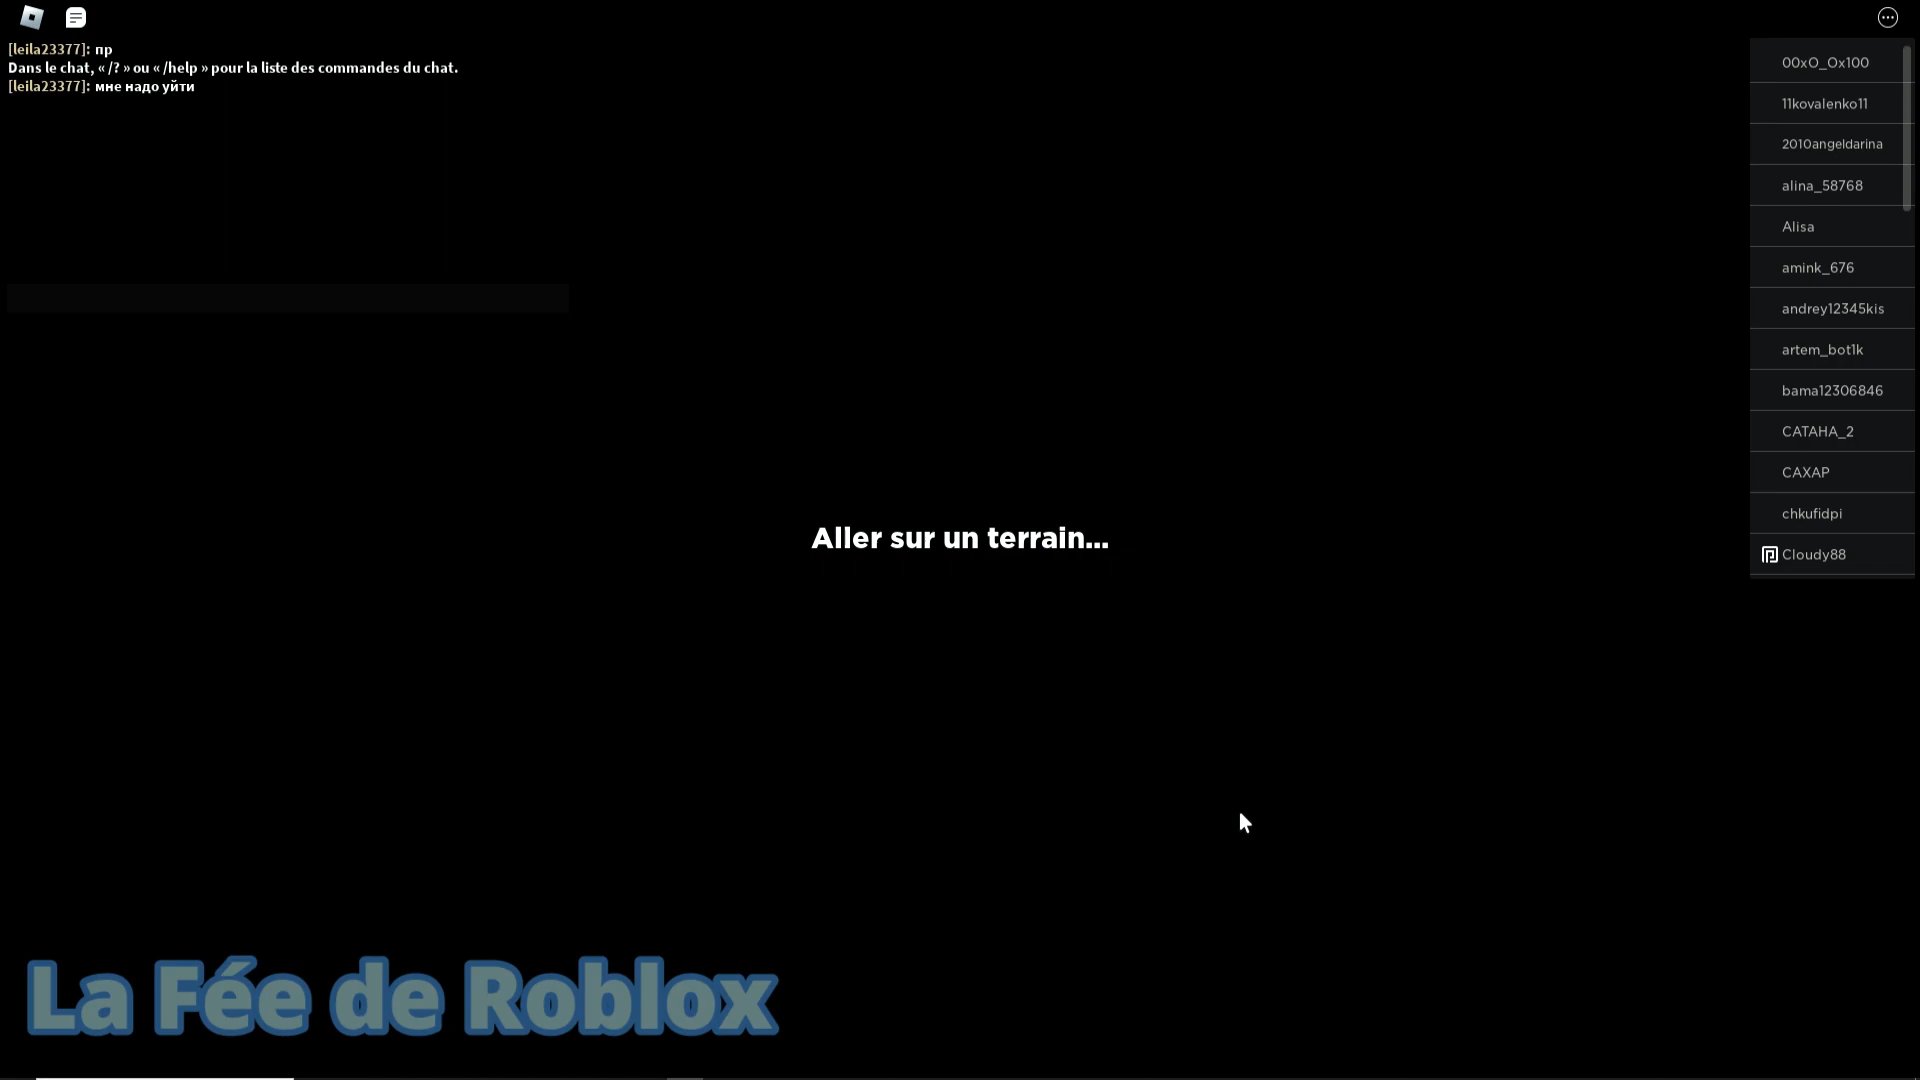 [leila23377]: пр
Dans le chat, « /? » ou « /help » pour la liste des commandes du chat.
[leila23377]: мне надо уйти
00xO_Ox100
11kovalenko11
2010angeldarina
alina_58768
Alisa
amink_676
andrey12345kis
artem_bot1k
bama12306846
CATAHA_2
CAXAP
chkufidpi
Cloudy88
Aller sur un terrain...
La Fée de Roblox